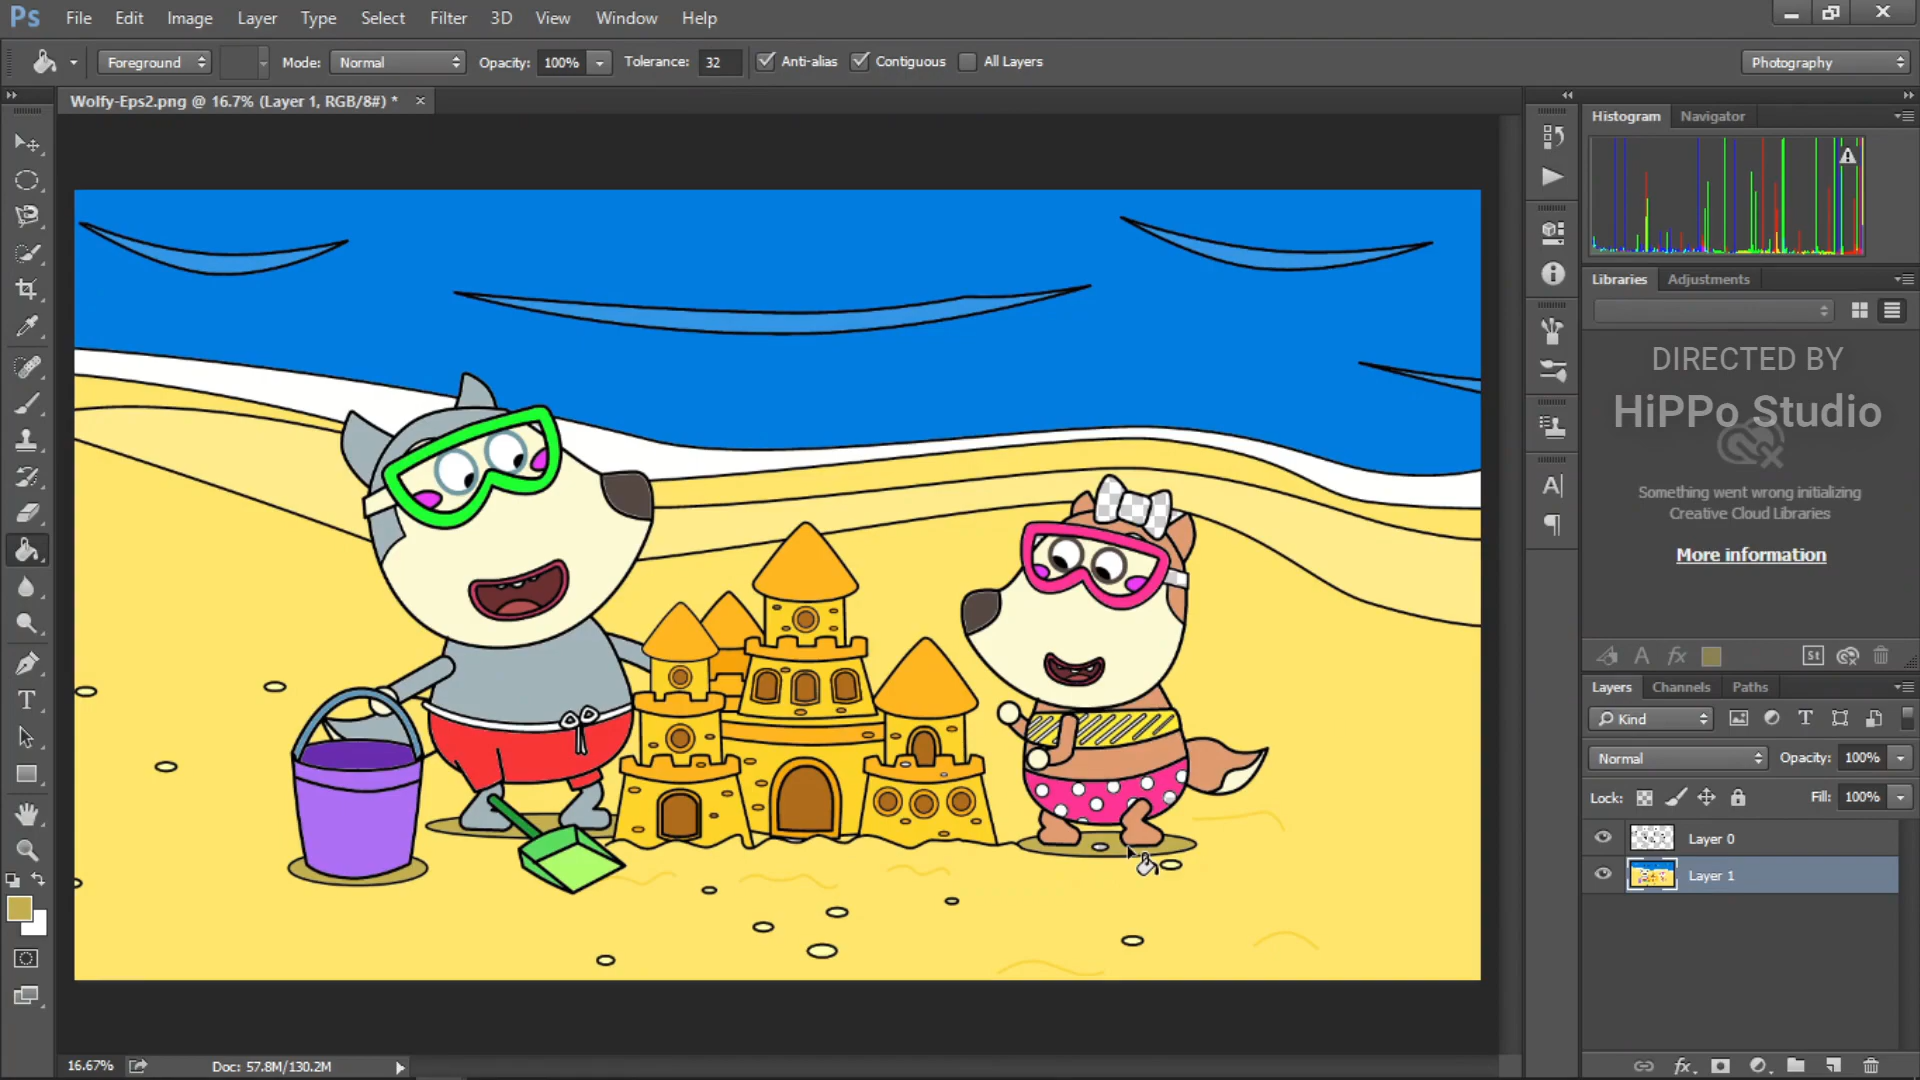 Ps File Edit Image Layer Type Select Filter 3D View Window Help
Foreground Mode: Normal Opacity: 100% Tolerance: 32 Anti-alias Contiguous All Layers Photography
Wolfy-Eps2.png @ 16.7% (Layer 1, RGB/8#) *
Histogram Navigator
Libraries Adjustments
DIRECTED BY
HiPPo Studio
Something went wrong initializing
Creative Cloud Libraries
More information
A fx St
Layers Channels Paths
Kind T
Normal Opacity: 100%
Lock: Fill: 100%
Layer 0
Layer 1
16.67% Doc: 57.8M/130.2M
fx